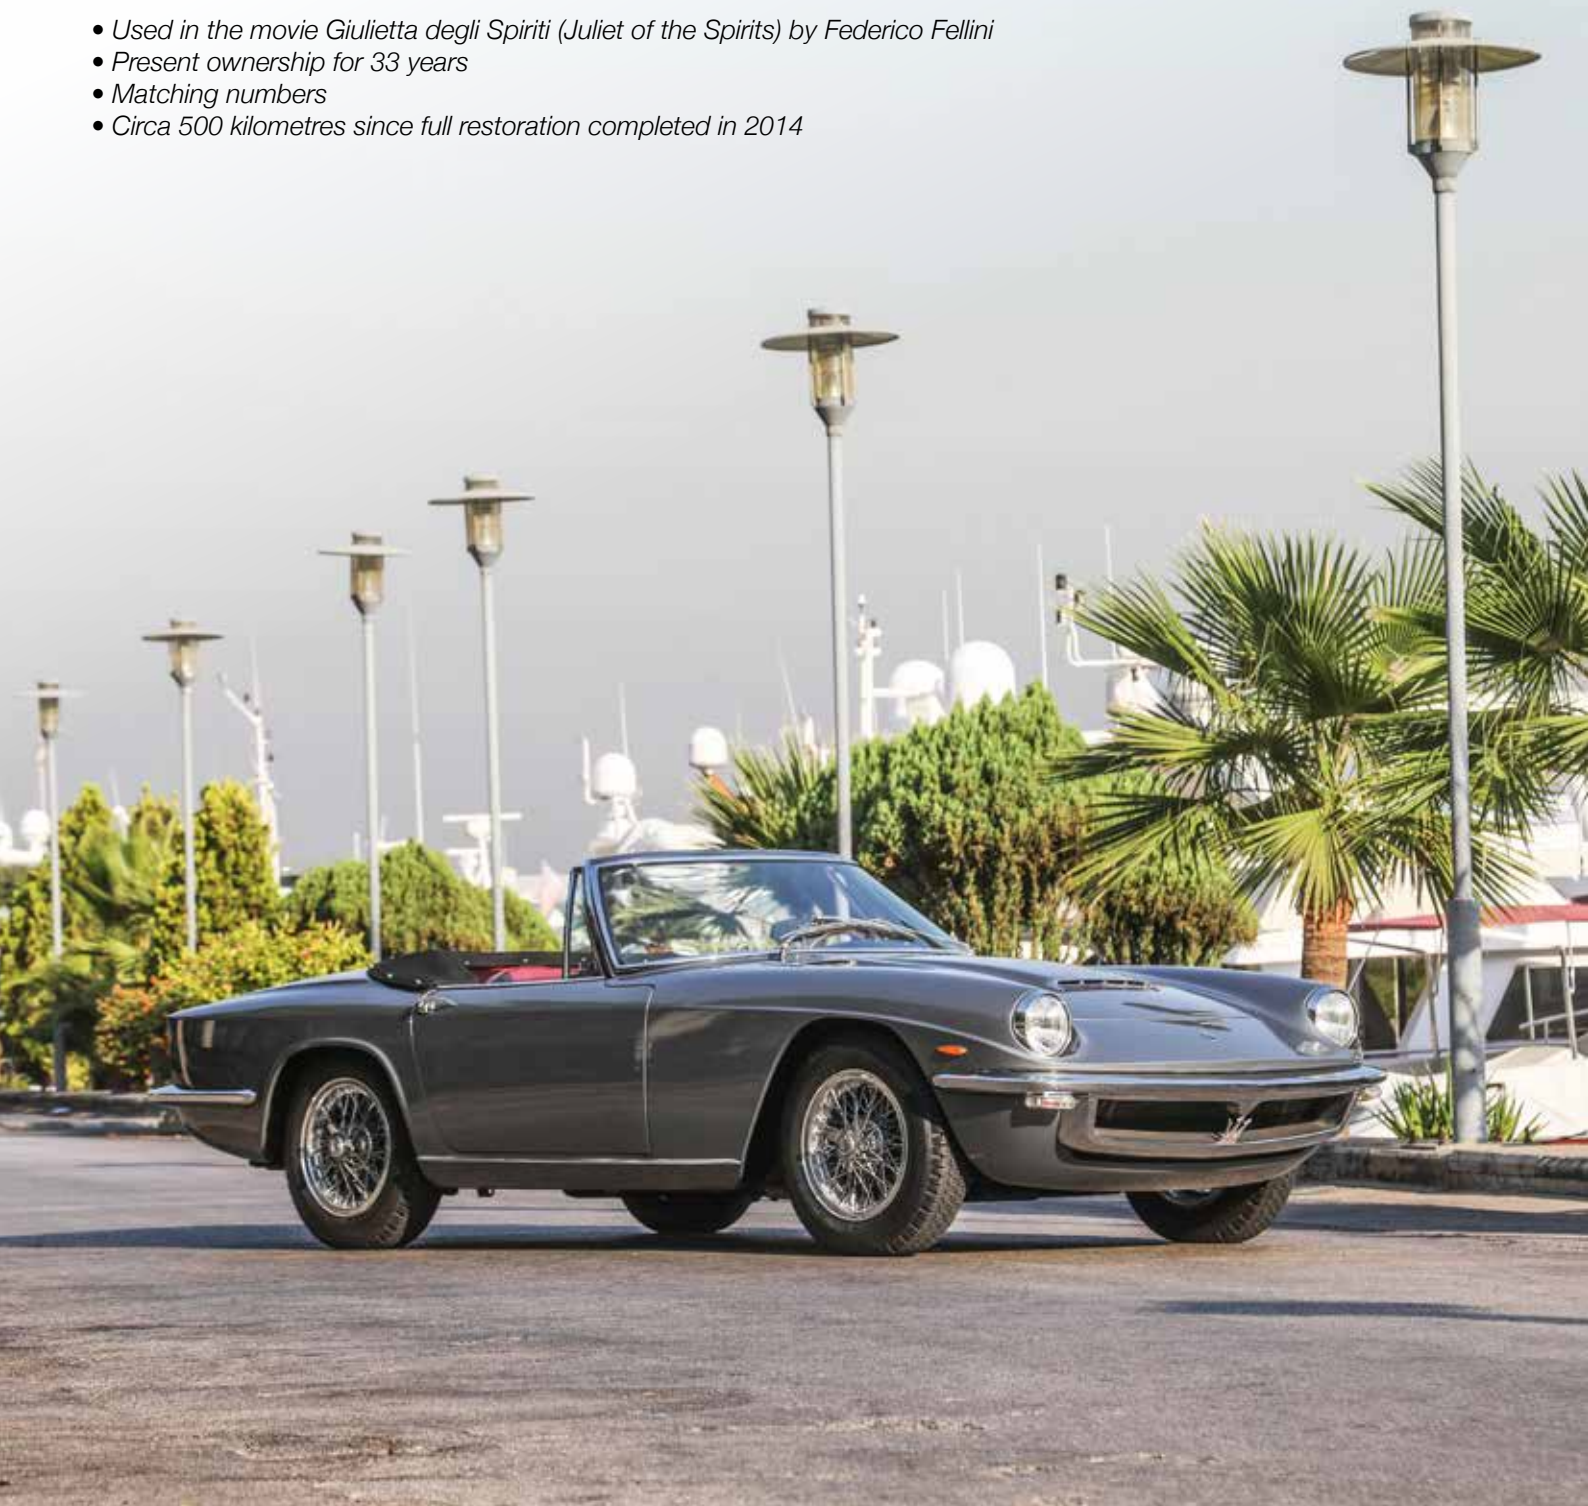 • Used in the movie Giulietta degli Spiriti (Juliet of the Spirits) by Federico Fellini
• Present ownership for 33 years
• Matching numbers
• Circa 500 kilometres since full restoration completed in 2014